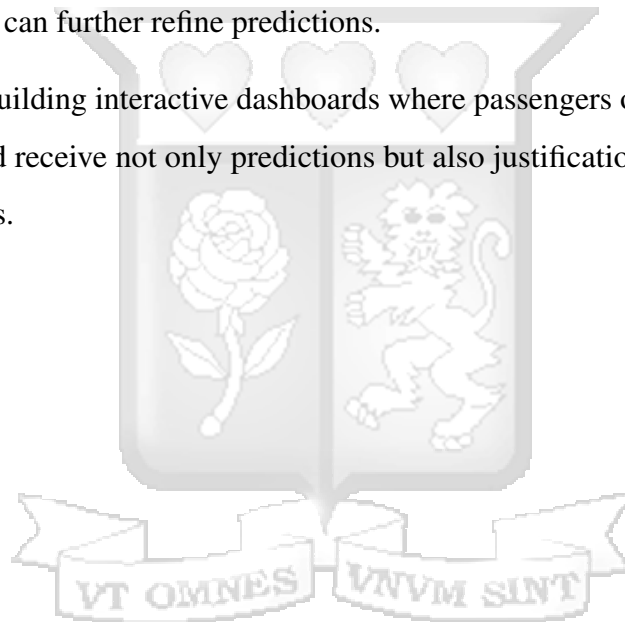 can further refine predictions.
uilding interactive dashboards where passengers o
d receive not only predictions but also justificatio
s.
VT OMNES VNVM SINT